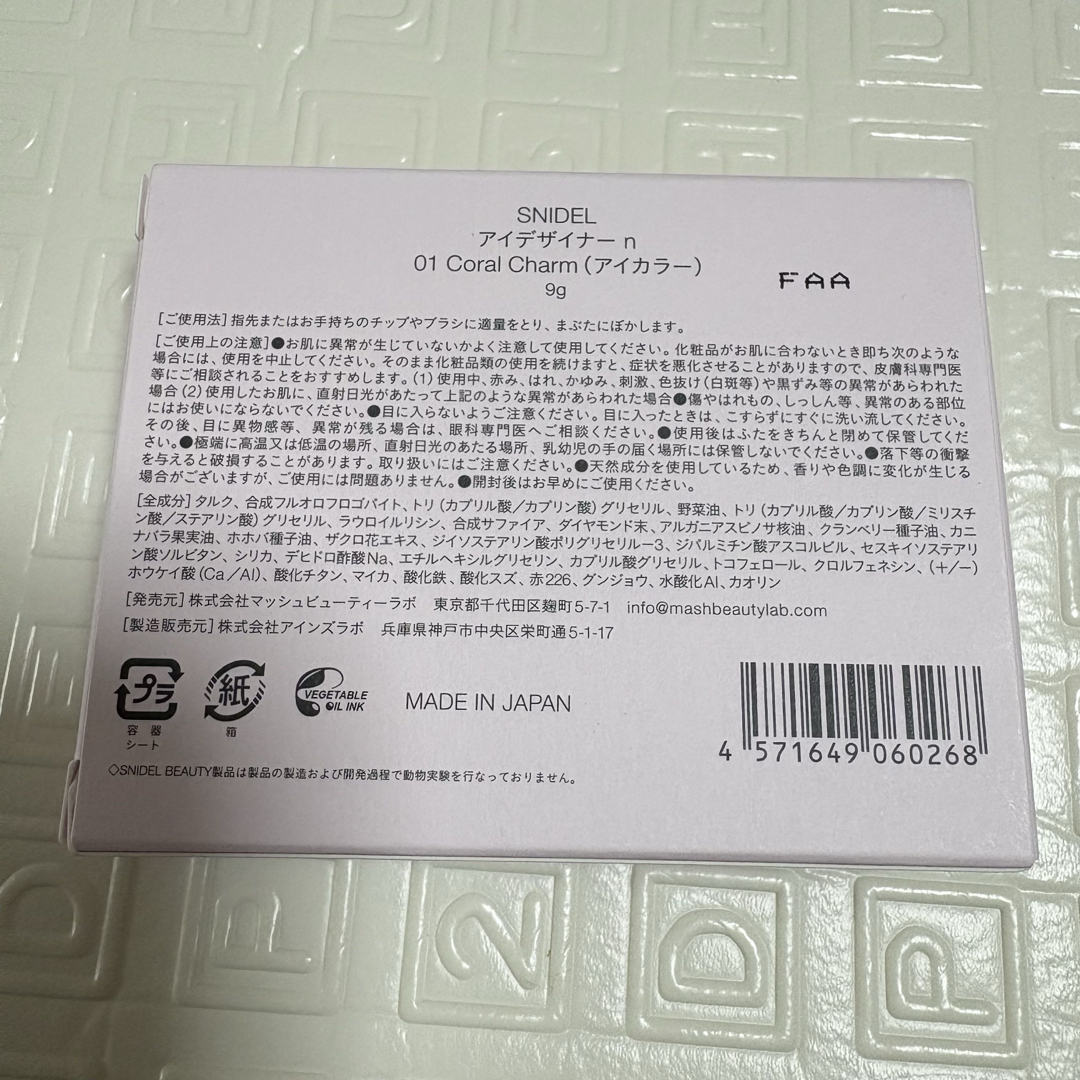 SNIDEL
アイデザイナー n
01 Coral Charm（アイカラー）
9g
FAA
［ご使用法］指先またはお手持ちのチップやブラシに適量をとり、まぶたにぼかします。
［ご使用上の注意］●お肌に異常が生じていないかよく注意して使用してください。化粧品がお肌に合わないとき即ち次のような
場合には、使用を中止してください。そのまま化粧品類の使用を続けますと、症状を悪化させることがありますので、皮膚科専門医
等にご相談されることをおすすめします。（1）使用中、赤み、はれ、かゆみ、刺激、色抜け（白斑等）や黒ずみ等の異常があらわれた
場合（2）使用したお肌に、直射日光があたって上記のような異常があらわれた場合●傷やはれもの、しっしん等、異常のある部位
にはお使いにならないでください。●目に入らないようご注意ください。目に入ったときは、こすらずにすぐに洗い流してください。
その後、目に異物感等、異常が残る場合は、眼科専門医へご相談ください。●使用後はふたをきちんと閉めて保管してくだ
さい。●極端に高温又は低温の場所、直射日光のあたる場所、乳幼児の手の届く場所には保管しないでください。●落下等の衝撃
を与えると破損することがあります。取り扱いにはご注意ください。●天然成分を使用しているため、香りや色調に変化が生じる
場合がございますが、ご使用には問題ありません。●開封後はお早めにご使用ください。
［全成分］タルク、合成フルオロフロゴパイト、トリ（カプリル酸／カプリン酸）グリセリル、野菜油、トリ（カプリル酸／カプリン酸／ミリスチ
ン酸／ステアリン酸）グリセリル、ラウロイルリシン、合成サファイア、ダイヤモンド末、アルガニアスピノサ核油、クランベリー種子油、カニ
ナバラ果実油、ホホバ種子油、ザクロ花エキス、ジイソステアリン酸ポリグリセリル－3、ジパルミチン酸アスコルビル、セスキイソステアリ
ン酸ソルビタン、シリカ、デヒドロ酢酸Na、エチルヘキシルグリセリン、カプリル酸グリセリル、トコフェロール、クロルフェネシン、（＋／－）
ホウケイ酸（Ca／Al）、酸化チタン、マイカ、酸化鉄、酸化スズ、赤226、グンジョウ、水酸化Al、カオリン
［発売元］株式会社マッシュビューティーラボ　東京都千代田区麹町5-7-1　info@mashbeautylab.com
［製造販売元］株式会社アインズラボ　兵庫県神戸市中央区栄町通5-1-17
プラ
容器
シート
紙
箱
VEGETABLE
OIL INK
MADE IN JAPAN
4 571649 060268
◇SNIDEL BEAUTY製品は製品の製造および開発過程で動物実験を行なっておりません。
P
2
D
P